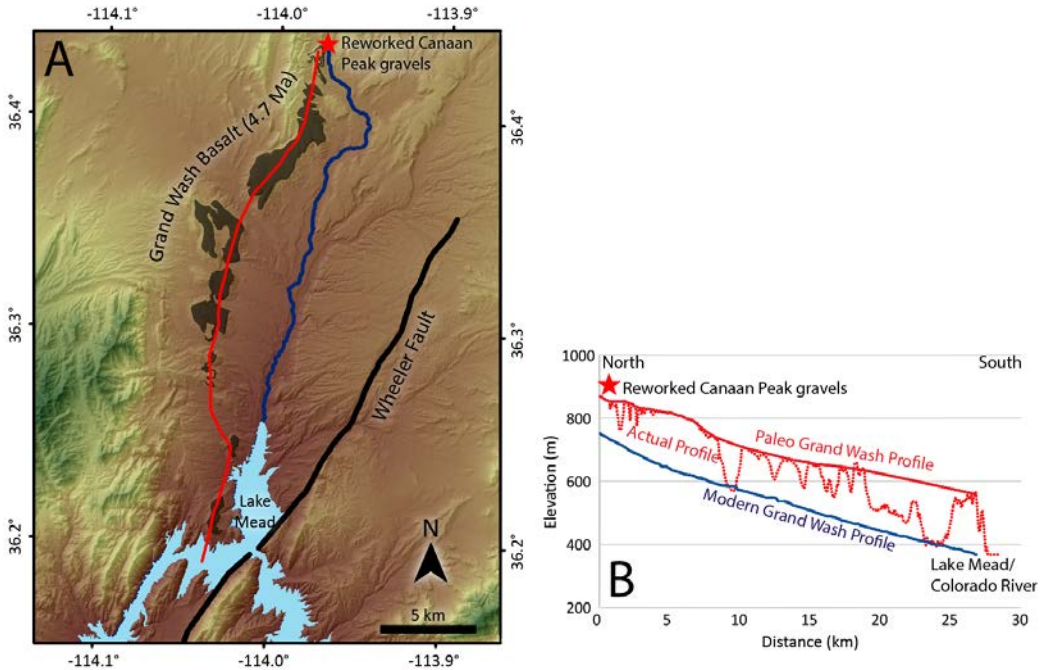 -114.1°
-114.0°
-113.9°
A
Reworked Canaan
Peak gravels
36.4°
36.4°
Grand Wash Basalt (4.7 Ma)
36.3°
36.3°
Wheeler Fault
Lake
Mead
N
36.2°
36.2°
5 km
-114.1°
-114.0°
-113.9°
1000
North
South
Reworked Canaan Peak gravels
800
Actual Profile
Paleo Grand Wash Profile
Elevation (m)
600
Modern Grand Wash Profile
400
B
Lake Mead/
Colorado River
200
0
5
10
15
20
25
30
Distance (km)